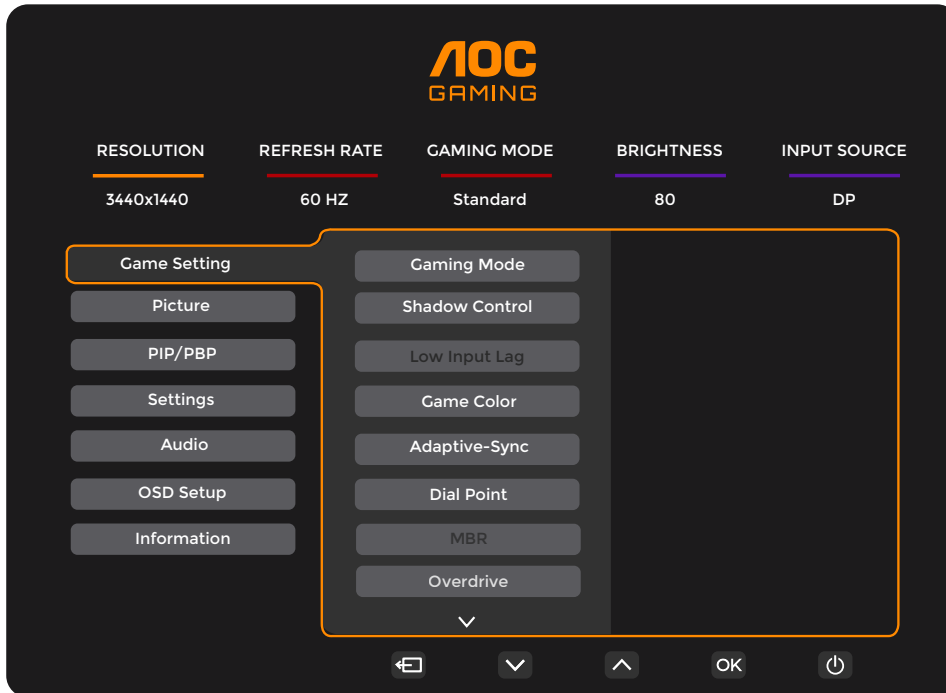 AOC
GAMING
RESOLUTION REFRESH RATE GAMING MODE BRIGHTNESS INPUT SOURCE
3440x1440 60 HZ Standard 80 DP
Game Setting
Picture
PIP/PBP
Settings
Audio
OSD Setup
Information
Gaming Mode
Shadow Control
Low Input Lag
Game Color
Adaptive-Sync
Dial Point
MBR
Overdrive
OK